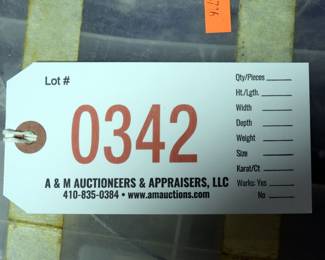 Lot #
0342
Qty/Pieces
Ht./Lgth.
Width
Depth
Weight
Size
Karat/Ct
Works: Yes
No
A & M AUCTIONEERS & APPRAISERS, LLC
410-835-0384 • www.amauctions.com